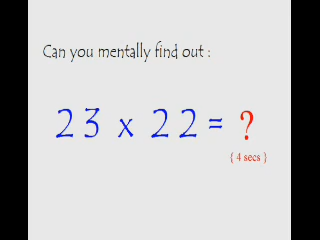 Can you mentally find out :
23 x 22 = ?
( 4 secs )